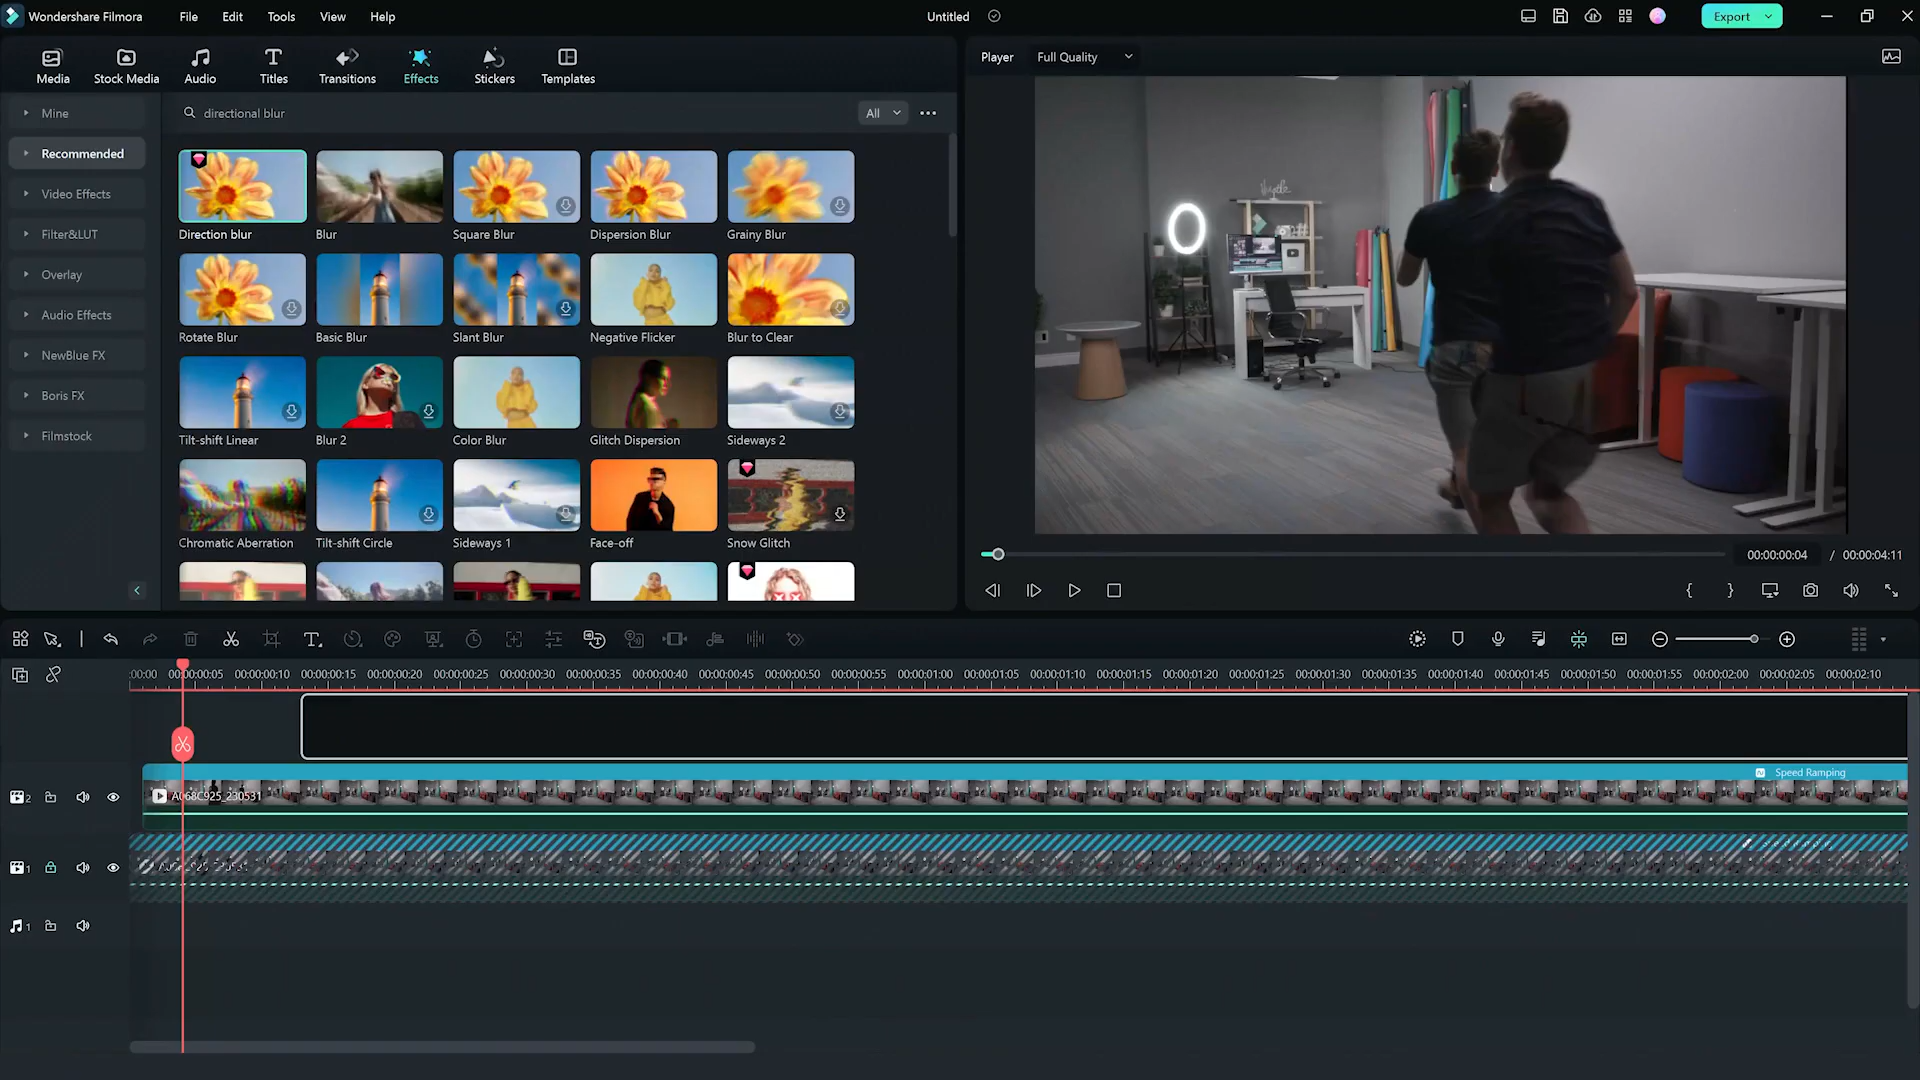 Wondershare Filmora File Edit Tools View Help Untitled Export
Media Stock Media Audio Titles Transitions Effects Stickers Templates
Player Full Quality
Mine
Recommended
Video Effects
Filter&LUT
Overlay
Audio Effects
NewBlue FX
Boris FX
Filmstock
directional blur All
Direction blur Blur Square Blur Dispersion Blur Grainy Blur
Rotate Blur Basic Blur Slant Blur Negative Flicker Blur to Clear
Tilt-shift Linear Blur 2 Color Blur Glitch Dispersion Sideways 2
Chromatic Aberration Tilt-shift Circle Sideways 1 Face-off Snow Glitch
Hustle
00:00:00:04 / 00:00:04:11
:00:00 00:00:00:05 00:00:00:10 00:00:00:15 00:00:00:20 00:00:00:25 00:00:00:30 00:00:00:35 00:00:00:40 00:00:00:45 00:00:00:50 00:00:00:55 00:00:01:00 00:00:01:05 00:00:01:10 00:00:01:15 00:00:01:20 00:00:01:25 00:00:01:30 00:00:01:35 00:00:01:40 00:00:01:45 00:00:01:50 00:00:01:55 00:00:02:00 00:00:02:05 00:00:02:10
Speed Ramping
2 A068C925_230531
1
1